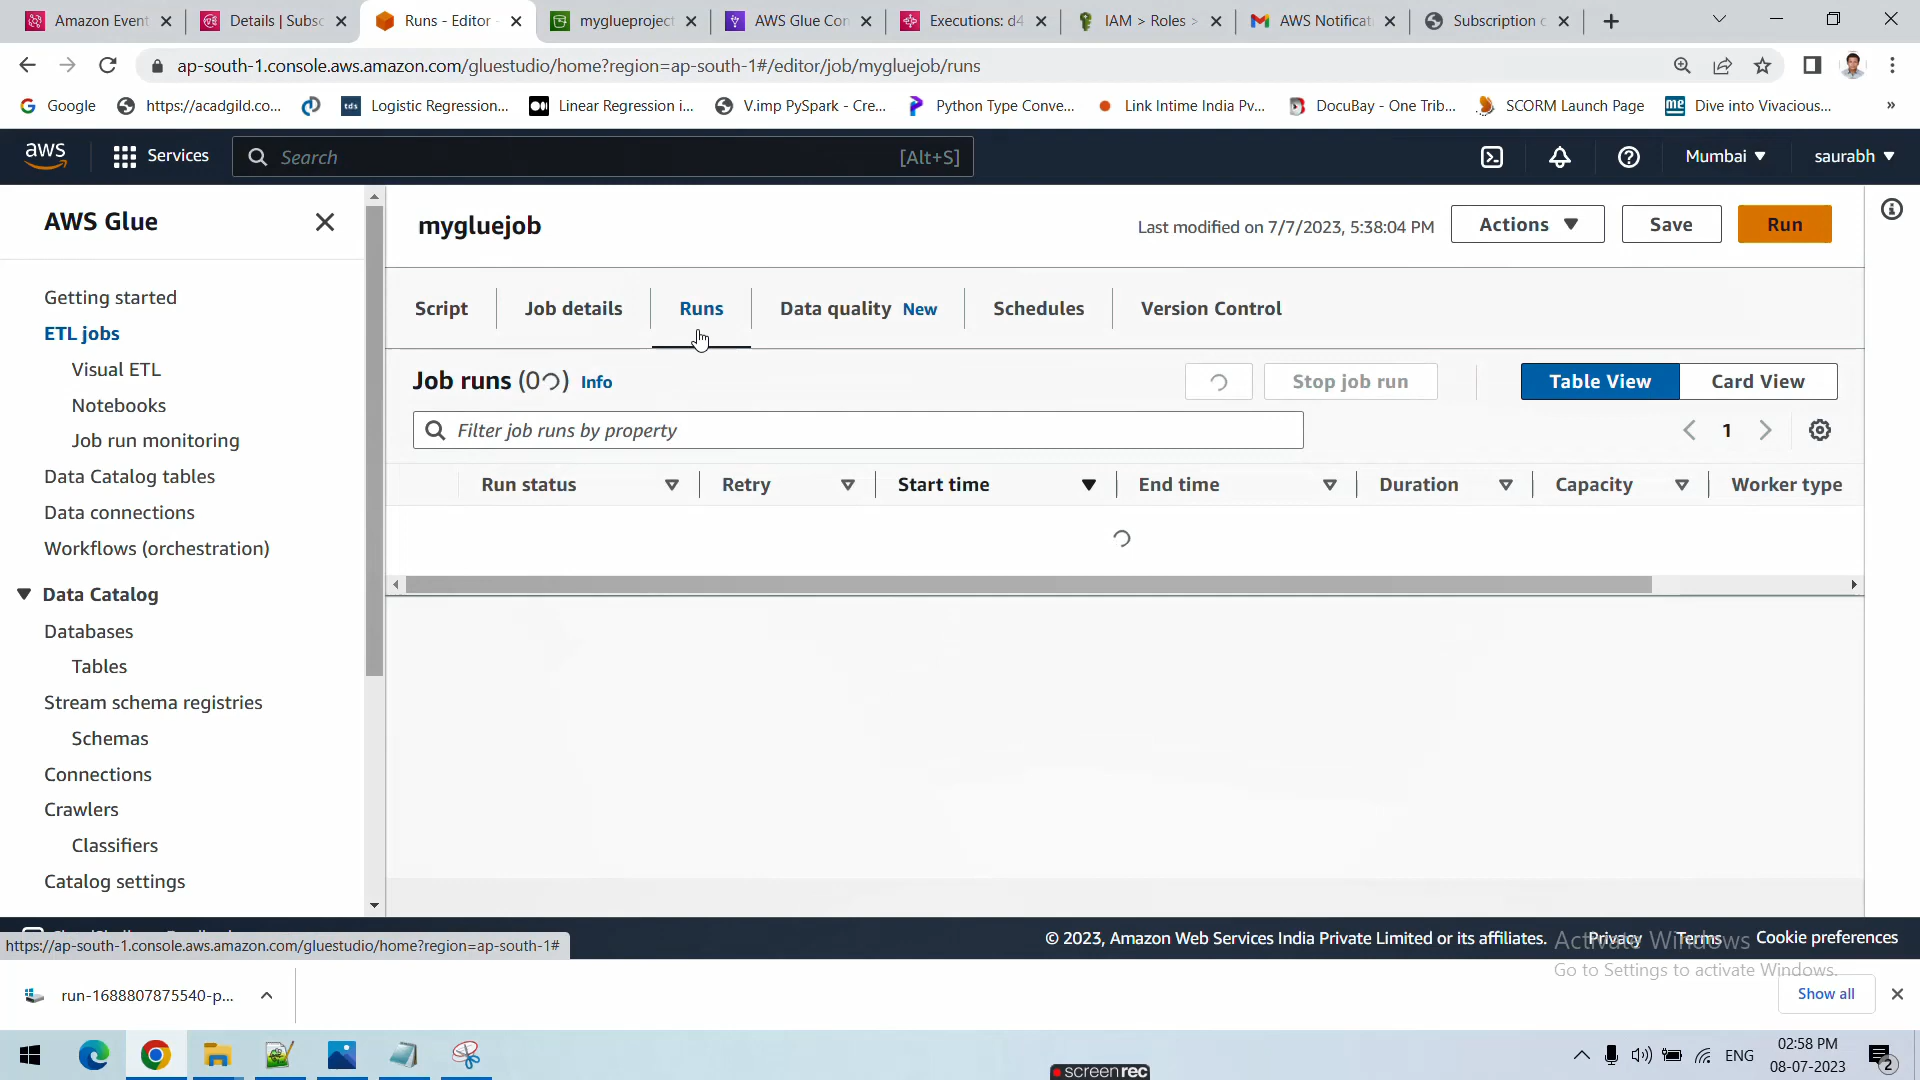 Amazon Event
Details | Subsc
Runs - Editor -
myglueproject
AWS Glue Con
Executions: d4
IAM > Roles >
AWS Notificat
Subscription c
ap-south-1.console.aws.amazon.com/gluestudio/home?region=ap-south-1#/editor/job/mygluejob/runs
Google
https://acadgild.co...
tds
Logistic Regression...
Linear Regression i...
V.imp PySpark - Cre...
Python Type Conve...
Link Intime India Pv...
DocuBay - One Trib...
SCORM Launch Page
me
Dive into Vivacious...
»
aws
Services
Search
[Alt+S]
Mumbai
saurabh
AWS Glue
Getting started
ETL jobs
Visual ETL
Notebooks
Job run monitoring
Data Catalog tables
Data connections
Workflows (orchestration)
Data Catalog
Databases
Tables
Stream schema registries
Schemas
Connections
Crawlers
Classifiers
Catalog settings
mygluejob
Last modified on 7/7/2023, 5:38:04 PM
Actions
Save
Run
Script
Job details
Runs
Data quality New
Schedules
Version Control
Job runs (0) Info
Stop job run
Table View
Card View
Filter job runs by property
1
Run status
Retry
Start time
End time
Duration
Capacity
Worker type
https://ap-south-1.console.aws.amazon.com/gluestudio/home?region=ap-south-1#
© 2023, Amazon Web Services India Private Limited or its affiliates.
Privacy
Terms
Cookie preferences
Activate Windows
Go to Settings to activate Windows.
run-1688807875540-p...
Show all
ENG
02:58 PM
08-07-2023
2
screenrec